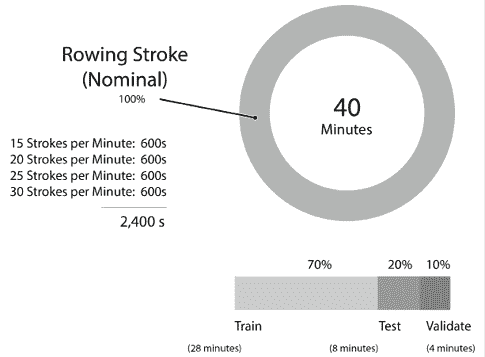 Rowing Stroke
(Nominal)
100%
40
Minutes
15 Strokes per Minute: 600s
20 Strokes per Minute: 600s
25 Strokes per Minute: 600s
30 Strokes per Minute: 600s
2,400 s
70% 20% 10%
Train Test Validate
(28 minutes) (8 minutes) (4 minutes)